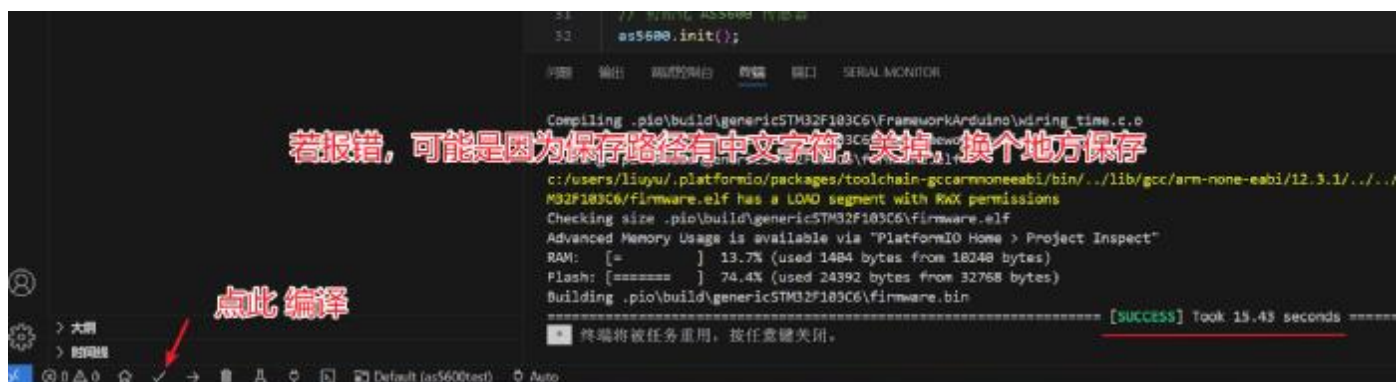 31
32 as5600.init();
问题 输出 调试控制台 终端 端口 SERIAL MONITOR
Compiling .pio\build\genericSTM32F103C6\FrameworkArduino\wiring_time.c.o
若报错，可能是因为保存路径有中文字符。关掉，换个地方保存
c:/users/liuyu/.platformio/packages/toolchain-gccarmnoneeabi/bin/../lib/gcc/arm-none-eabi/12.3.1/../../
M32F103C6/firmware.elf has a LOAD segment with RWX permissions
Checking size .pio\build\genericSTM32F103C6\firmware.elf
Advanced Memory Usage is available via "PlatformIO Home > Project Inspect"
RAM: [= ] 13.7% (used 1404 bytes from 10240 bytes)
Flash: [======= ] 74.4% (used 24392 bytes from 32768 bytes)
Building .pio\build\genericSTM32F103C6\firmware.bin
点此 编译
[SUCCESS] Took 15.43 seconds
> 大纲
* 终端将被任务重用，按任意键关闭。
> 时间线
0 0 Default (as5600test) Auto